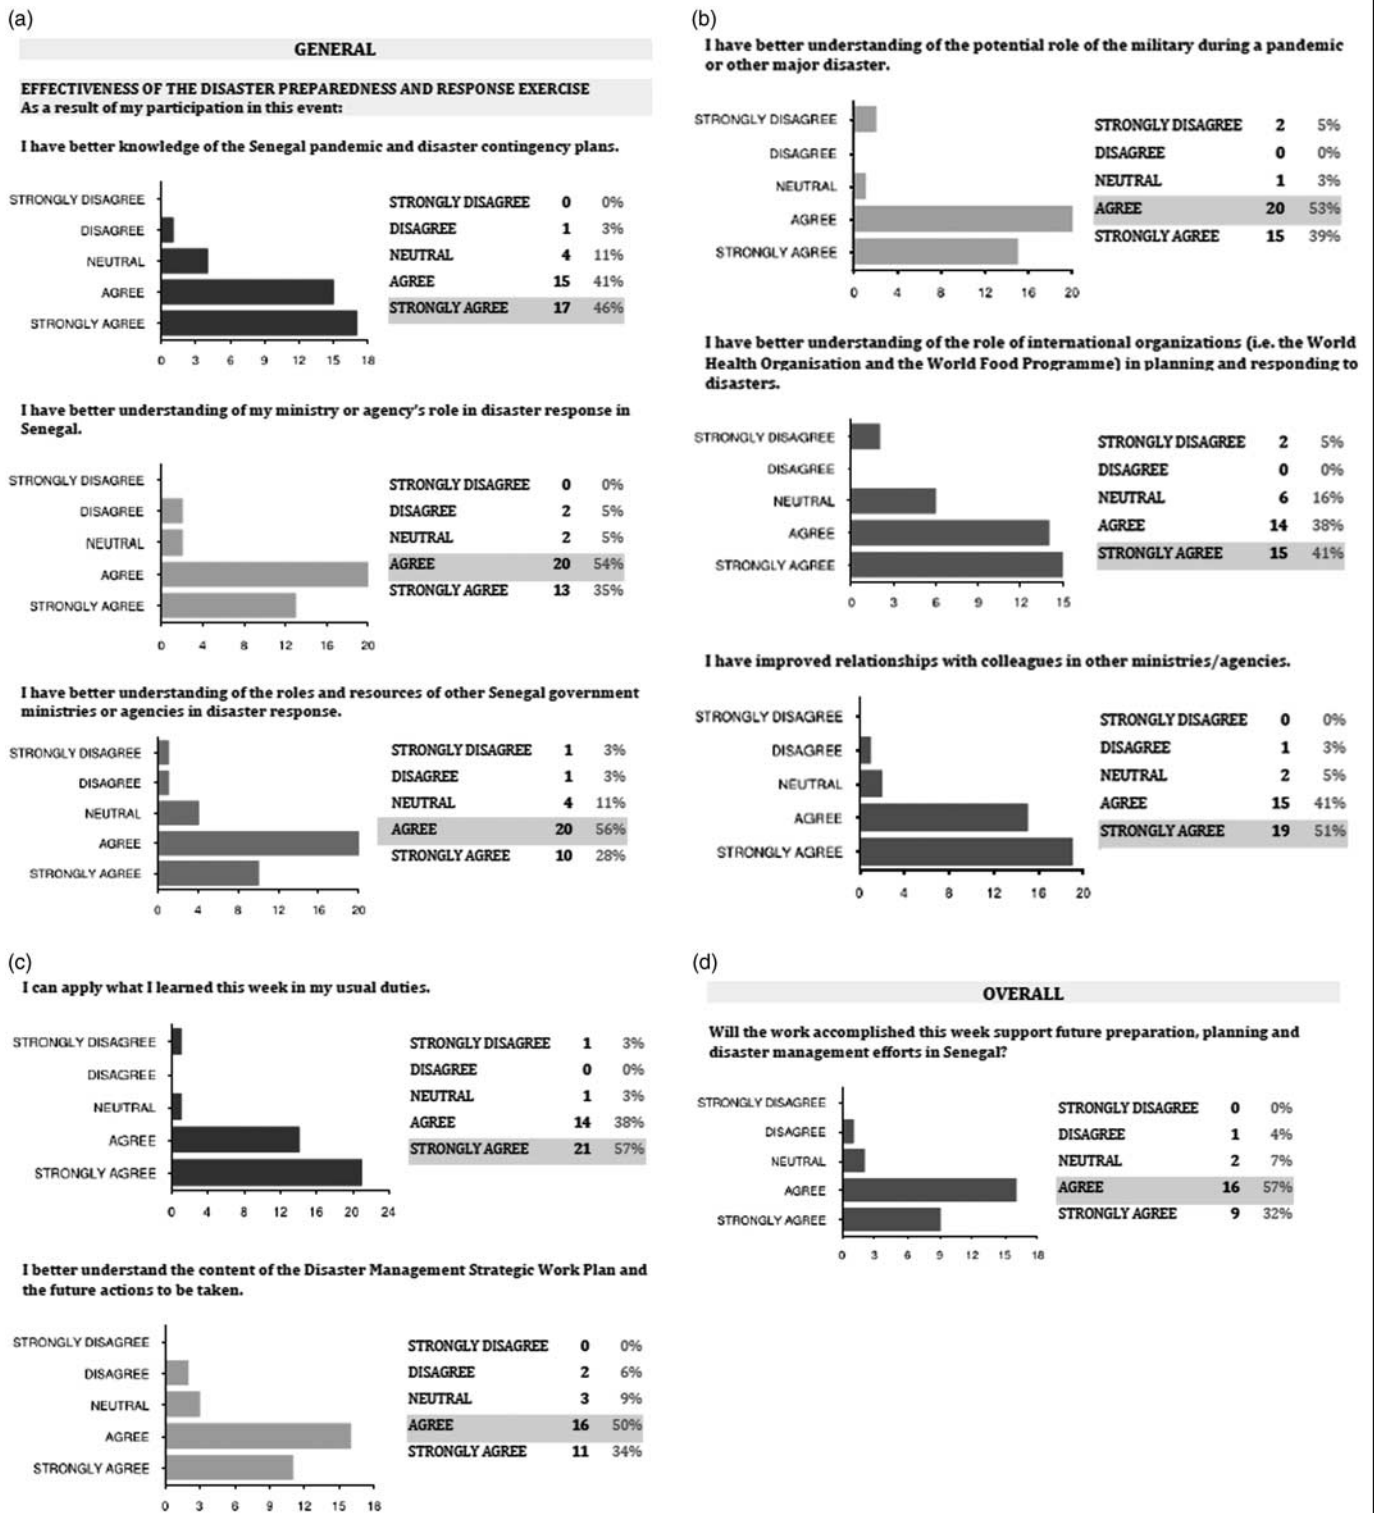 (a)
GENERAL
EFFECTIVENESS OF THE DISASTER PREPAREDNESS AND RESPONSE EXERCISE
As a result of my participation in this event:
I have better knowledge of the Senegal pandemic and disaster contingency plans.
STRONGLY DISAGREE
DISAGREE
NEUTRAL
AGREE
STRONGLY AGREE
0 3 6 9 12 15 18
STRONGLY DISAGREE 0 0%
DISAGREE 1 3%
NEUTRAL 4 11%
AGREE 15 41%
STRONGLY AGREE 17 46%
I have better understanding of my ministry or agency's role in disaster response in
Senegal.
STRONGLY DISAGREE
DISAGREE
NEUTRAL
AGREE
STRONGLY AGREE
0 4 8 12 16 20
STRONGLY DISAGREE 0 0%
DISAGREE 2 5%
NEUTRAL 2 5%
AGREE 20 54%
STRONGLY AGREE 13 35%
I have better understanding of the roles and resources of other Senegal government
ministries or agencies in disaster response.
STRONGLY DISAGREE
DISAGREE
NEUTRAL
AGREE
STRONGLY AGREE
0 4 8 12 16 20
STRONGLY DISAGREE 1 3%
DISAGREE 1 3%
NEUTRAL 4 11%
AGREE 20 56%
STRONGLY AGREE 10 28%
(b)
I have better understanding of the potential role of the military during a pandemic
or other major disaster.
STRONGLY DISAGREE
DISAGREE
NEUTRAL
AGREE
STRONGLY AGREE
0 4 8 12 16 20
STRONGLY DISAGREE 2 5%
DISAGREE 0 0%
NEUTRAL 1 3%
AGREE 20 53%
STRONGLY AGREE 15 39%
I have better understanding of the role of international organizations (i.e. the World
Health Organisation and the World Food Programme) in planning and responding to
disasters.
STRONGLY DISAGREE
DISAGREE
NEUTRAL
AGREE
STRONGLY AGREE
0 3 6 9 12 15
STRONGLY DISAGREE 2 5%
DISAGREE 0 0%
NEUTRAL 6 16%
AGREE 14 38%
STRONGLY AGREE 15 41%
I have improved relationships with colleagues in other ministries/agencies.
STRONGLY DISAGREE
DISAGREE
NEUTRAL
AGREE
STRONGLY AGREE
0 4 8 12 16 20
STRONGLY DISAGREE 0 0%
DISAGREE 1 3%
NEUTRAL 2 5%
AGREE 15 41%
STRONGLY AGREE 19 51%
(c)
I can apply what I learned this week in my usual duties.
STRONGLY DISAGREE
DISAGREE
NEUTRAL
AGREE
STRONGLY AGREE
0 4 8 14 16 20 24
STRONGLY DISAGREE 1 3%
DISAGREE 0 0%
NEUTRAL 1 3%
AGREE 14 38%
STRONGLY AGREE 21 57%
I better understand the content of the Disaster Management Strategic Work Plan and
the future actions to be taken.
STRONGLY DISAGREE
DISAGREE
NEUTRAL
AGREE
STRONGLY AGREE
0 3 6 9 12 15 18
STRONGLY DISAGREE 0 0%
DISAGREE 2 6%
NEUTRAL 3 9%
AGREE 16 50%
STRONGLY AGREE 11 34%
(d)
OVERALL
Will the work accomplished this week support future preparation, planning and
disaster management efforts in Senegal?
STRONGLY DISAGREE
DISAGREE
NEUTRAL
AGREE
STRONGLY AGREE
0 3 6 9 12 15 18
STRONGLY DISAGREE 0 0%
DISAGREE 1 4%
NEUTRAL 2 7%
AGREE 16 57%
STRONGLY AGREE 9 32%